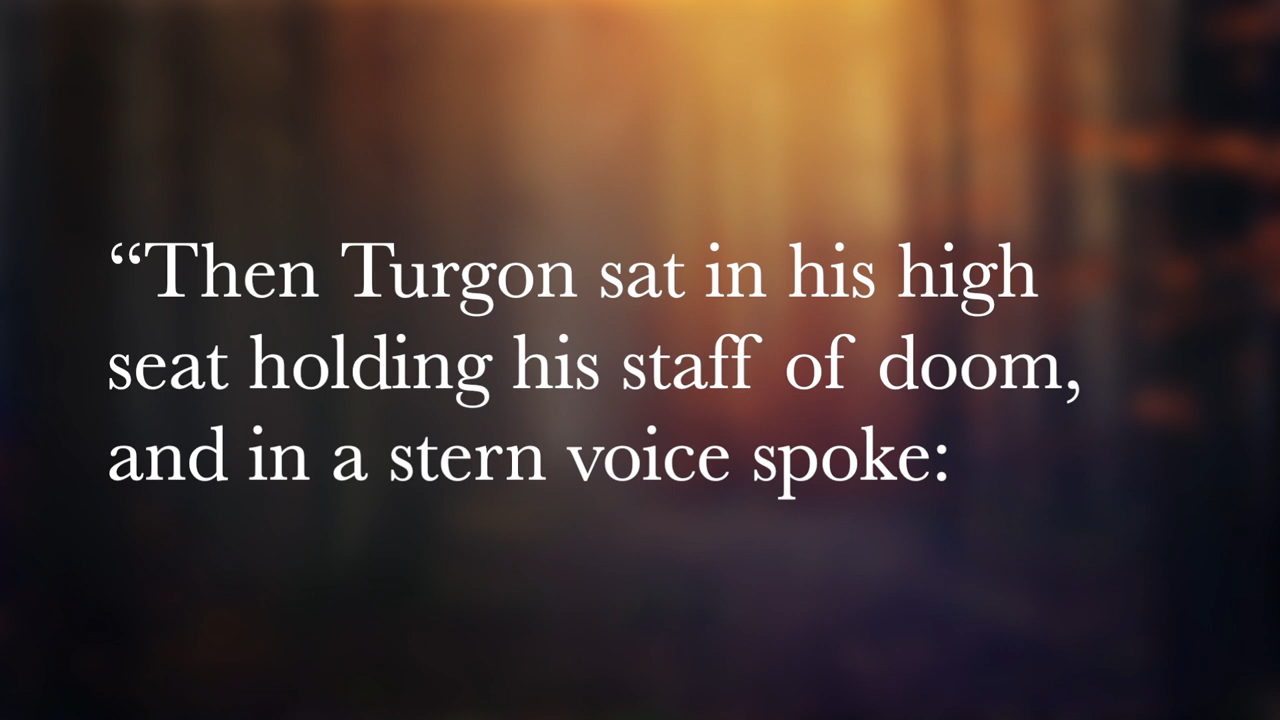 “Then Turgon sat in his high
seat holding his staff of doom,
and in a stern voice spoke: